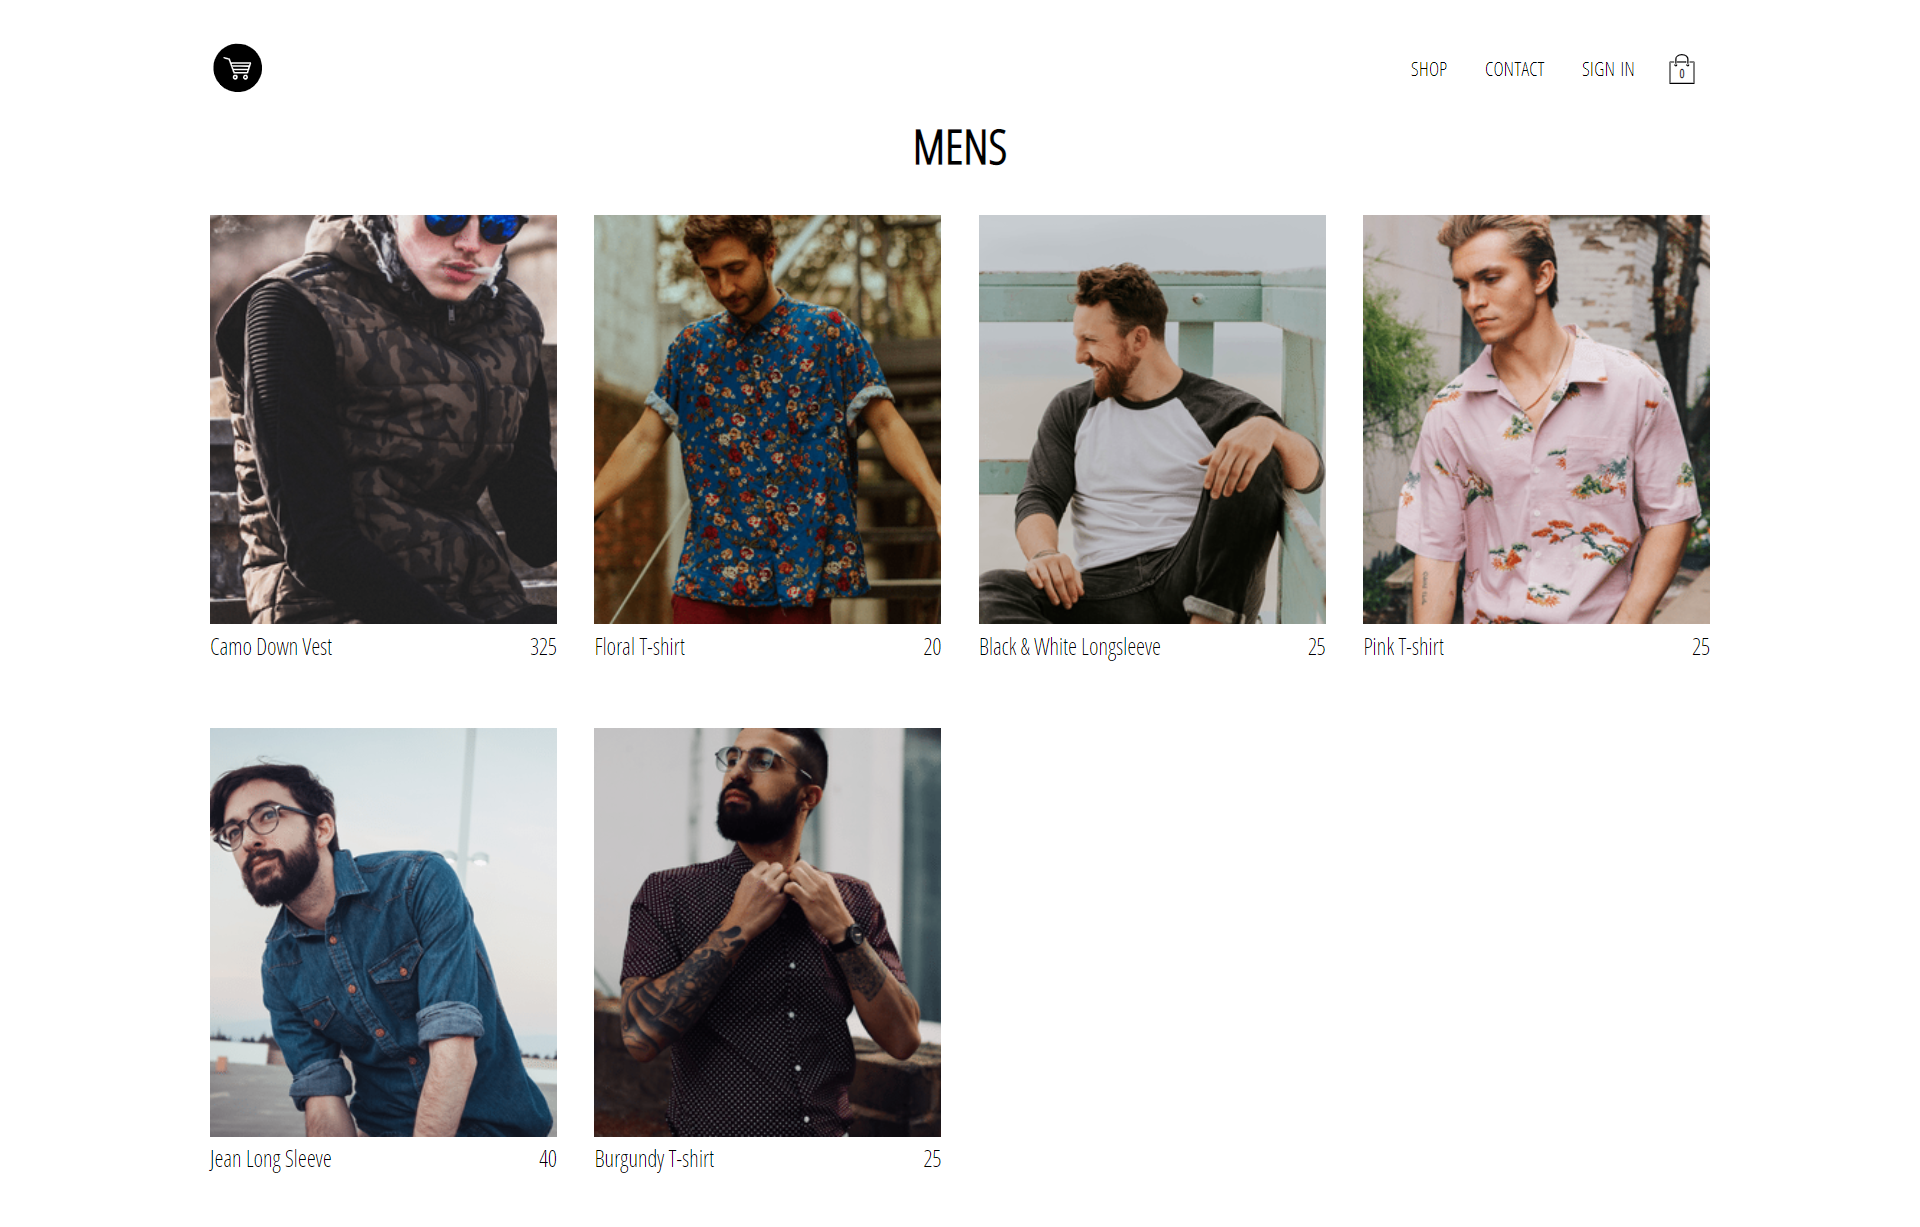 SHOP CONTACT SIGN IN 0
MENS
Camo Down Vest 325
Floral T-shirt 20
Black & White Longsleeve 25
Pink T-shirt 25
Jean Long Sleeve 40
Burgundy T-shirt 25